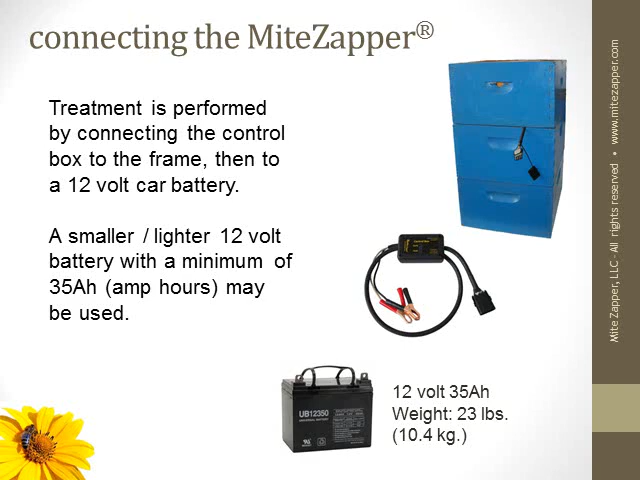 connecting the MiteZapper®
Treatment is performed
by connecting the control
box to the frame, then to
a 12 volt car battery.
A smaller / lighter 12 volt
battery with a minimum of
35Ah (amp hours) may
be used.
UB12350
12 volt 35Ah
Weight: 23 lbs.
(10.4 kg.)
Mite Zapper, LLC - All rights reserved • www.mitezapper.com